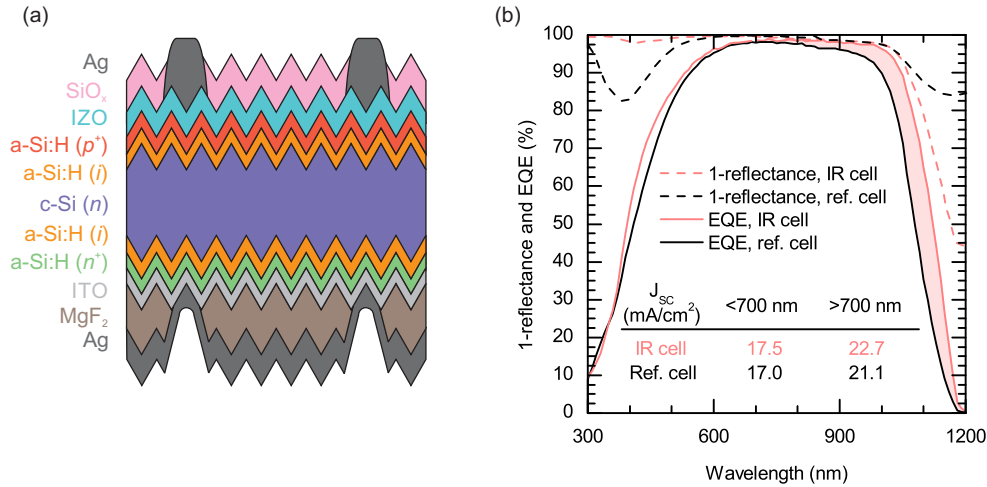 (a)
Ag
SiOₓ
IZO
a-Si:H (p⁺)
a-Si:H (i)
c-Si (n)
a-Si:H (i)
a-Si:H (n⁺)
ITO
MgF₂
Ag
(b)
1-reflectance and EQE (%)
100
90
80
70
60
50
40
30
20
10
0
1-reflectance, IR cell
1-reflectance, ref. cell
EQE, IR cell
EQE, ref. cell
J_SC (mA/cm²) <700 nm >700 nm
IR cell 17.5 22.7
Ref. cell 17.0 21.1
300 600 900 1200
Wavelength (nm)